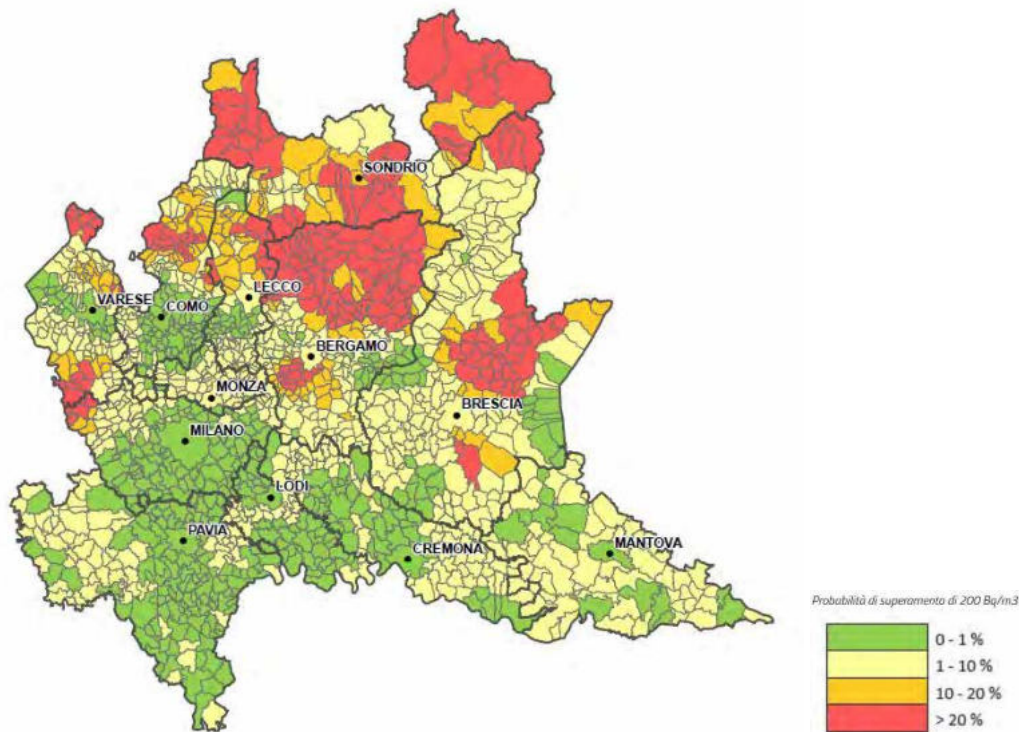 SONDRIO
LECCO
VARESE
COMO
BERGAMO
MONZA
BRESCIA
MILANO
LODI
PAVIA
CREMONA
MANTOVA
Probabilità di superamento di 200 Bq/m3
0 - 1 %
1 - 10 %
10 - 20 %
> 20 %